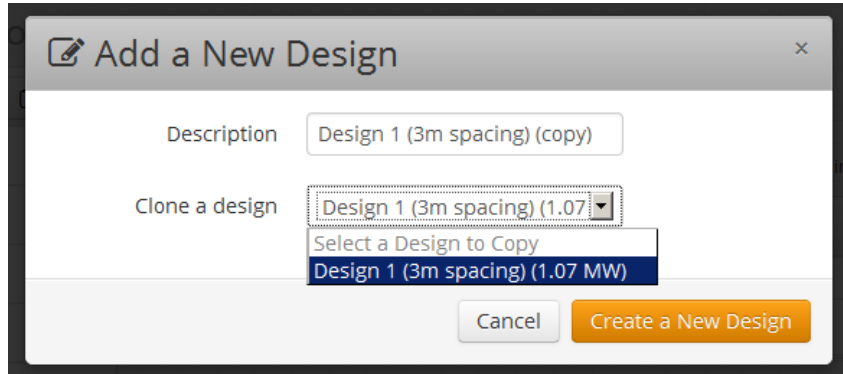 Add a New Design
×
Description
Design 1 (3m spacing) (copy)
Clone a design
Design 1 (3m spacing) (1.07
Select a Design to Copy
Design 1 (3m spacing) (1.07 MW)
Cancel
Create a New Design